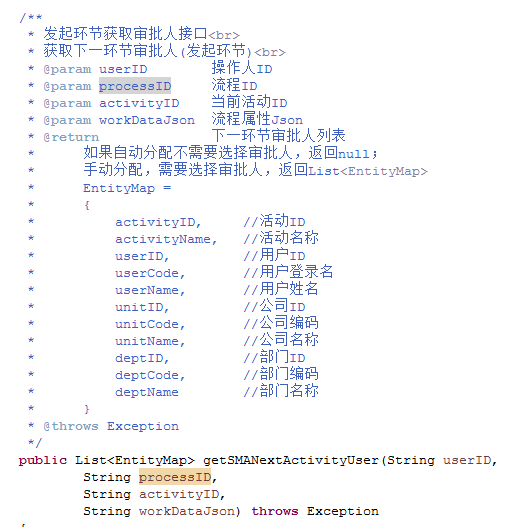 /**
* 发起环节获取审批人接口<br>
* 获取下一环节审批人(发起环节)<br>
* @param userID 操作人ID
* @param processID 流程ID
* @param activityID 当前活动ID
* @param workDataJson 流程属性Json
* @return 下一环节审批人列表
* 如果自动分配不需要选择审批人，返回null；
* 手动分配，需要选择审批人，返回List<EntityMap>
* EntityMap =
* {
* activityID, //活动ID
* activityName, //活动名称
* userID, //用户ID
* userCode, //用户登录名
* userName, //用户姓名
* unitID, //公司ID
* unitCode, //公司编码
* unitName, //公司名称
* deptID, //部门ID
* deptCode, //部门编码
* deptName //部门名称
* }
* @throws Exception
*/
public List<EntityMap> getSMANextActivityUser(String userID,
String processID,
String activityID,
String workDataJson) throws Exception